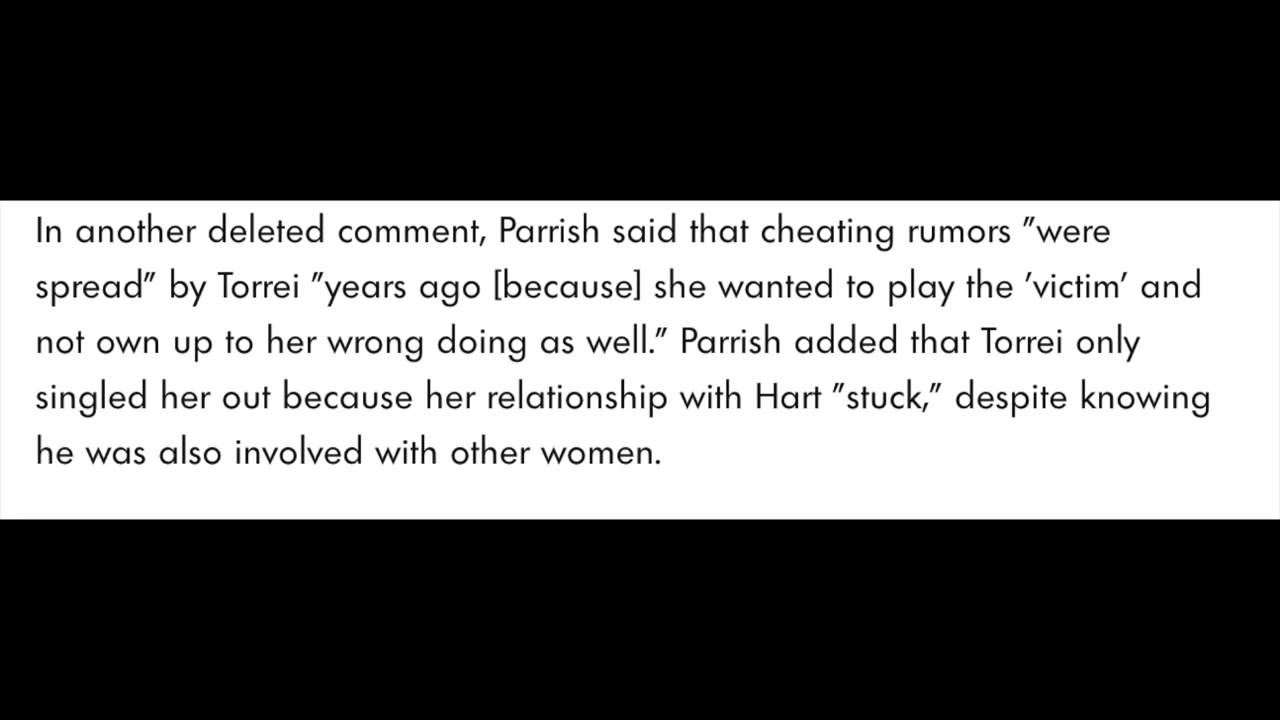 In another deleted comment, Parrish said that cheating rumors "were
spread" by Torrei "years ago [because] she wanted to play the 'victim' and
not own up to her wrong doing as well." Parrish added that Torrei only
singled her out because her relationship with Hart "stuck," despite knowing
he was also involved with other women.